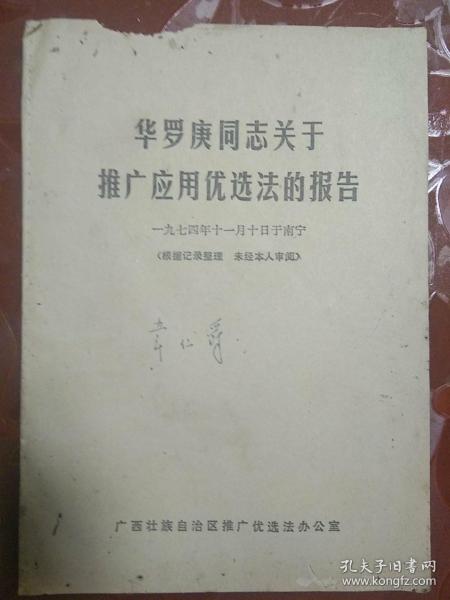 华罗庚同志关于
推广应用优选法的报告
一九七四年十一月十日于南宁
（根据记录整理　未经本人审阅）
章仁
广西壮族自治区推广优选法办公室
孔夫子旧书网
www.kongfz.com